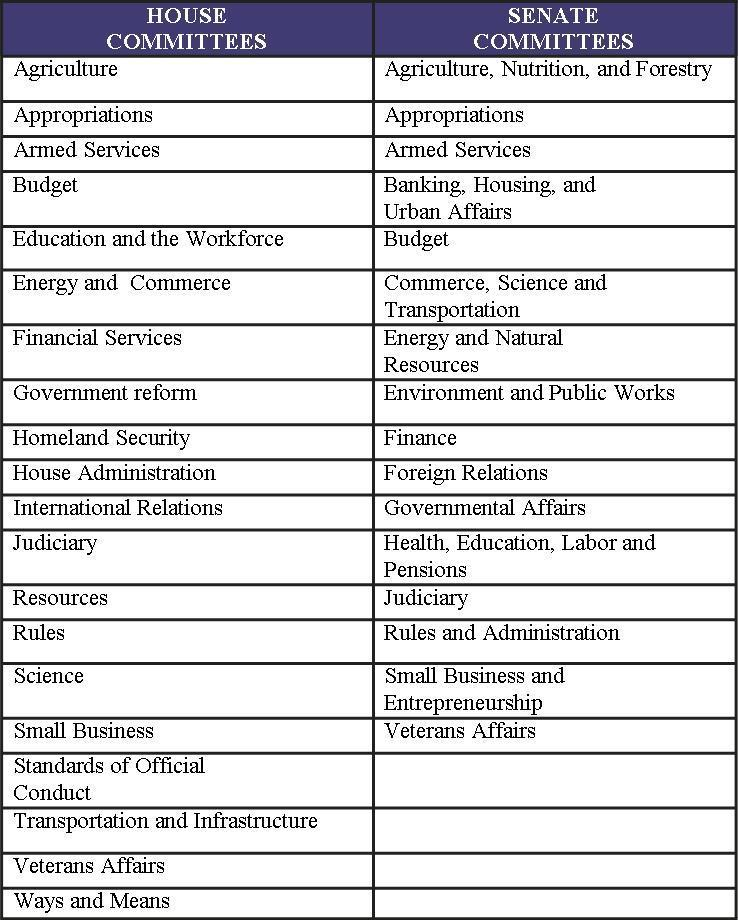 HOUSE
COMMITTEES
SENATE
COMMITTEES
Agriculture
Agriculture, Nutrition, and Forestry
Appropriations
Appropriations
Armed Services
Armed Services
Budget
Banking, Housing, and
Urban Affairs
Education and the Workforce
Budget
Energy and Commerce
Commerce, Science and
Transportation
Financial Services
Energy and Natural
Resources
Government reform
Environment and Public Works
Homeland Security
Finance
House Administration
Foreign Relations
International Relations
Governmental Affairs
Judiciary
Health, Education, Labor and
Pensions
Resources
Judiciary
Rules
Rules and Administration
Science
Small Business and
Entrepreneurship
Small Business
Veterans Affairs
Standards of Official
Conduct
Transportation and Infrastructure
Veterans Affairs
Ways and Means